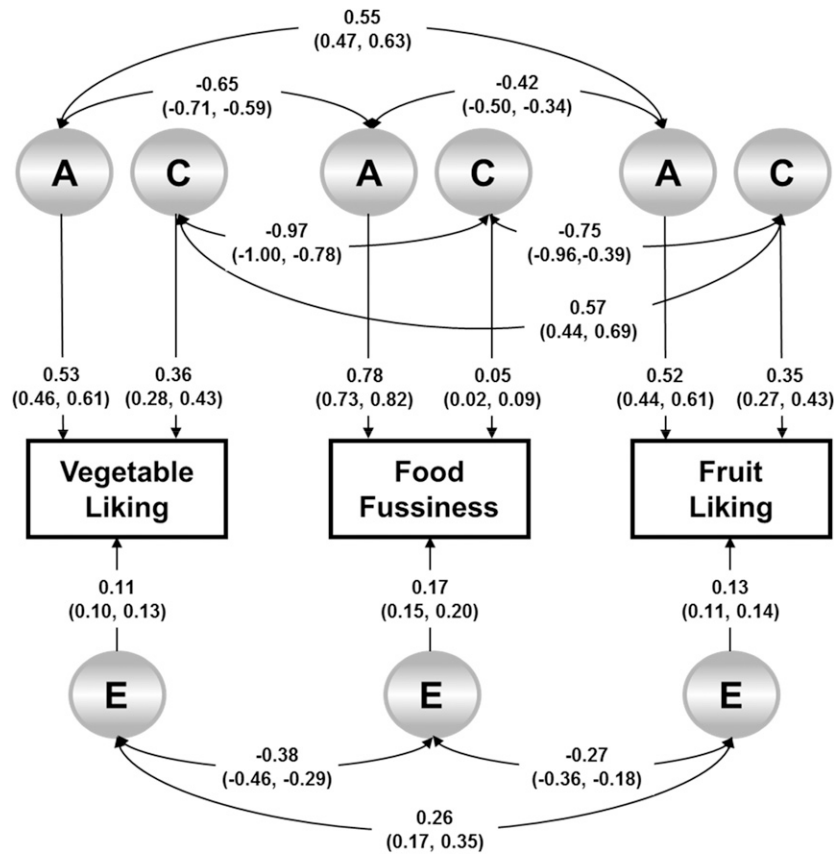 0.55
(0.47, 0.63)
-0.65
(-0.71, -0.59)
-0.42
(-0.50, -0.34)
A
C
A
C
A
C
-0.97
(-1.00, -0.78)
-0.75
(-0.96,-0.39)
0.57
(0.44, 0.69)
0.53
(0.46, 0.61)
0.36
(0.28, 0.43)
0.78
(0.73, 0.82)
0.05
(0.02, 0.09)
0.52
(0.44, 0.61)
0.35
(0.27, 0.43)
Vegetable
Liking
Food
Fussiness
Fruit
Liking
0.11
(0.10, 0.13)
0.17
(0.15, 0.20)
0.13
(0.11, 0.14)
E
E
E
-0.38
(-0.46, -0.29)
-0.27
(-0.36, -0.18)
0.26
(0.17, 0.35)